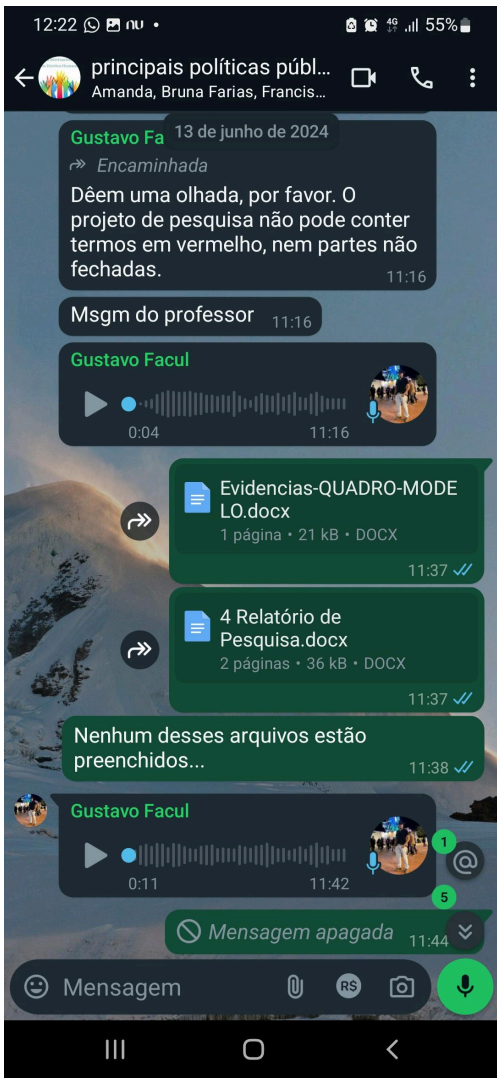 12:22
4G 55%
principais políticas públ...
Amanda, Bruna Farias, Francis...
13 de junho de 2024
Gustavo Fa
Encaminhada
Dêem uma olhada, por favor. O
projeto de pesquisa não pode conter
termos em vermelho, nem partes não
fechadas.
11:16
Msgm do professor 11:16
Gustavo Facul
0:04 11:16
Evidencias-QUADRO-MODE
LO.docx
1 página • 21 kB • DOCX
11:37
4 Relatório de
Pesquisa.docx
2 páginas • 36 kB • DOCX
11:37
Nenhum desses arquivos estão
preenchidos...
11:38
Gustavo Facul
0:11 11:42
1
@
5
Mensagem apagada 11:44
Mensagem
R$